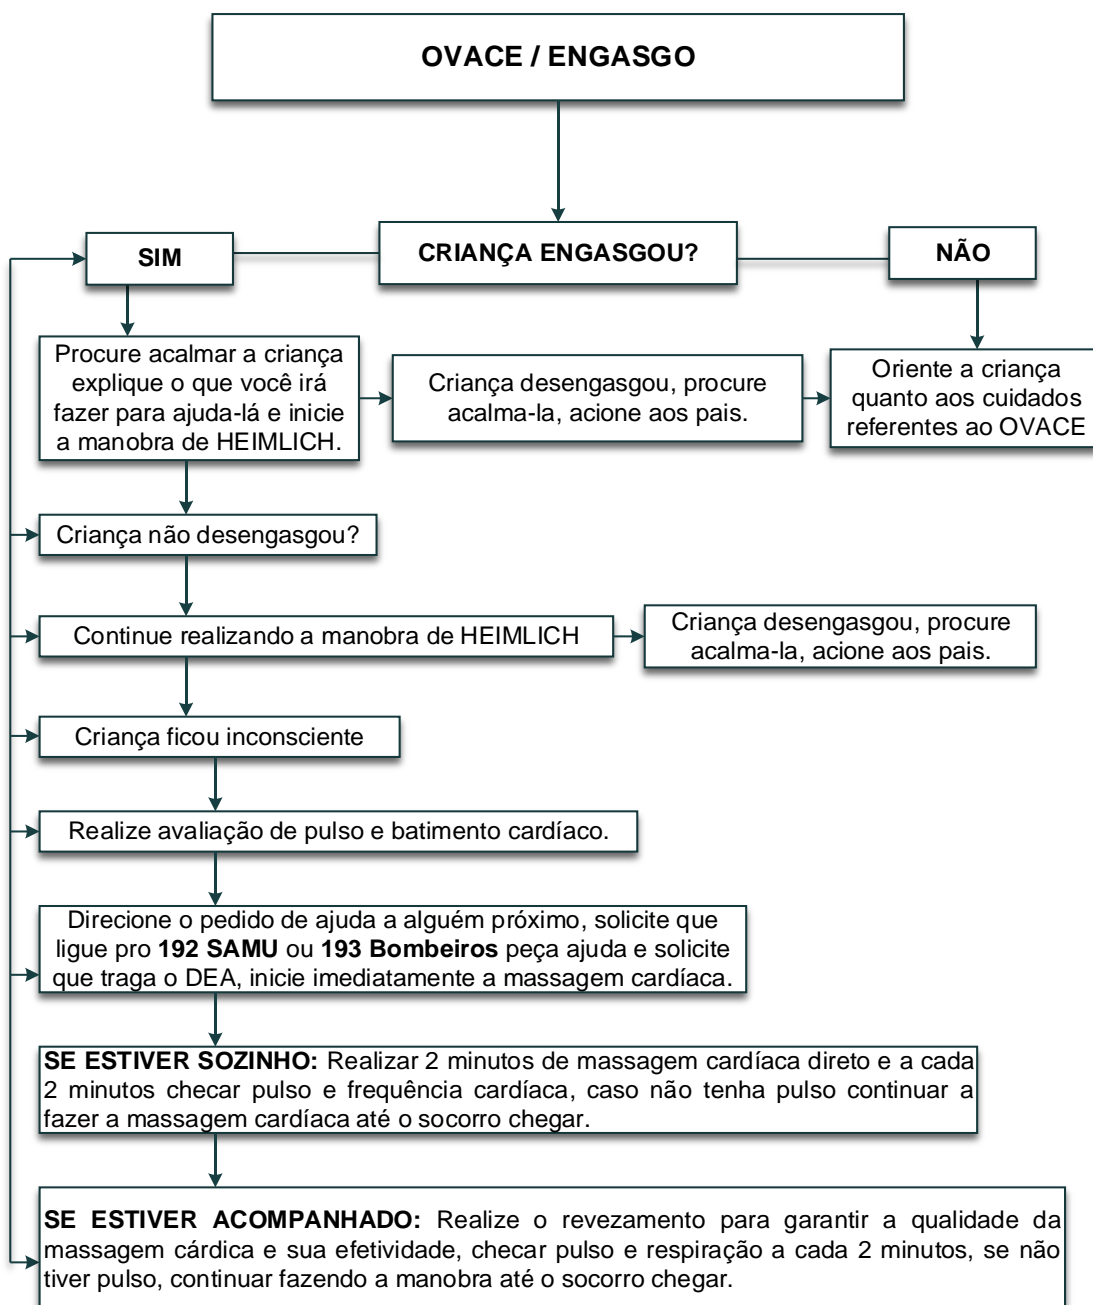 OVACE / ENGASGO
CRIANÇA ENGASGOU?
SIM
NÃO
Procure acalmar a criança
explique o que você irá
fazer para ajuda-lá e inicie
a manobra de HEIMLICH.
Criança desengasgou, procure
acalma-la, acione aos pais.
Oriente a criança
quanto aos cuidados
referentes ao OVACE
Criança não desengasgou?
Continue realizando a manobra de HEIMLICH
Criança desengasgou, procure
acalma-la, acione aos pais.
Criança ficou inconsciente
Realize avaliação de pulso e batimento cardíaco.
Direcione o pedido de ajuda a alguém próximo, solicite que
ligue pro 192 SAMU ou 193 Bombeiros peça ajuda e solicite
que traga o DEA, inicie imediatamente a massagem cardíaca.
SE ESTIVER SOZINHO: Realizar 2 minutos de massagem cardíaca direto e a cada
2 minutos checar pulso e frequência cardíaca, caso não tenha pulso continuar a
fazer a massagem cardíaca até o socorro chegar.
SE ESTIVER ACOMPANHADO: Realize o revezamento para garantir a qualidade da
massagem cárdica e sua efetividade, checar pulso e respiração a cada 2 minutos, se não
tiver pulso, continuar fazendo a manobra até o socorro chegar.